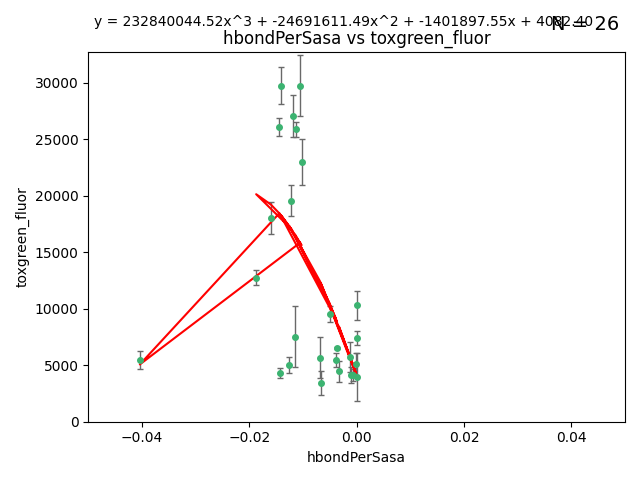 y = 232840044.52x^3 + -24691611.49x^2 + -1401897.55x + 4082.40
N = 26
hbondPerSasa vs toxgreen_fluor
30000
25000
20000
15000
10000
5000
0
toxgreen_fluor
−0.04
−0.02
0.00
0.02
0.04
hbondPerSasa